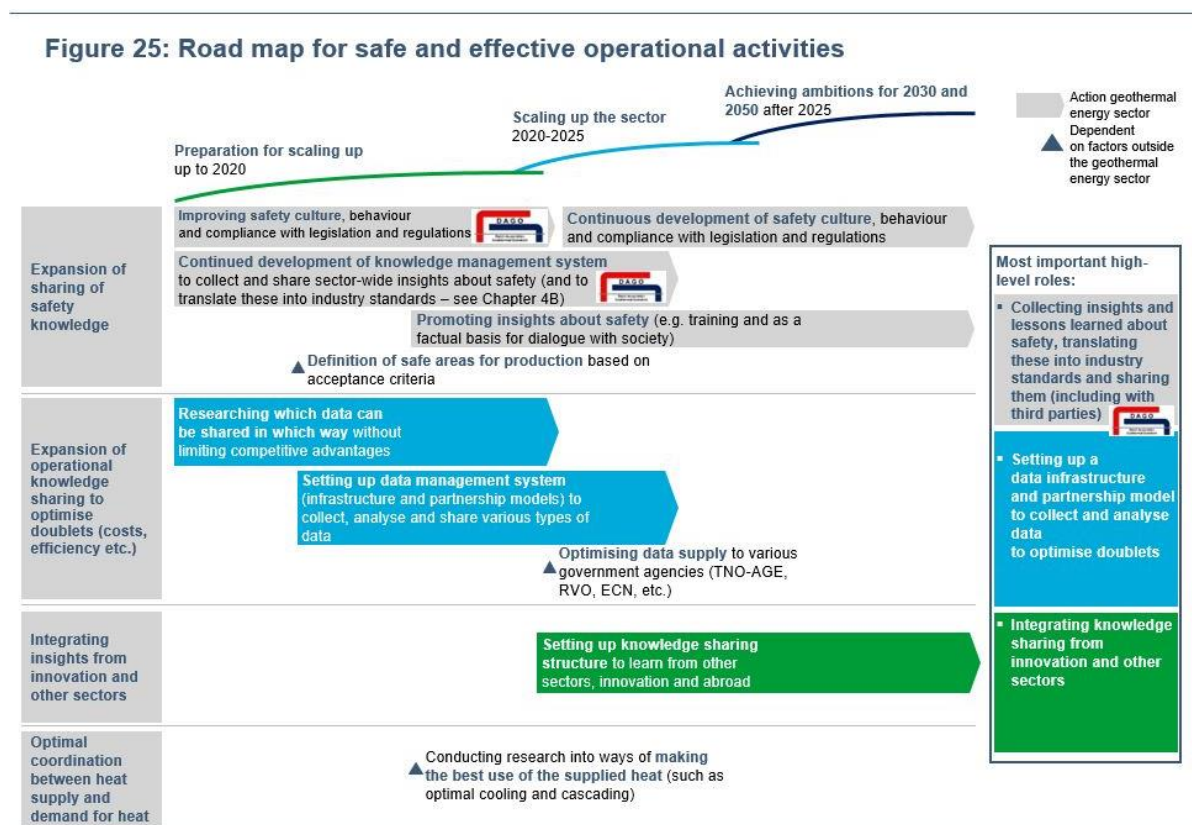 Figure 25: Road map for safe and effective operational activities
Achieving ambitions for 2030 and
2050 after 2025
Scaling up the sector
2020-2025
Preparation for scaling up
up to 2020
Action geothermal
energy sector
Dependent
on factors outside
the geothermal
energy sector
Expansion of
sharing of
safety
knowledge
Improving safety culture, behaviour
and compliance with legislation and regulations
DAGO
Continuous development of safety culture, behaviour
and compliance with legislation and regulations
Continued development of knowledge management system
to collect and share sector-wide insights about safety (and to
translate these into industry standards – see Chapter 4B)
DAGO
Promoting insights about safety (e.g. training and as a
factual basis for dialogue with society)
Definition of safe areas for production based on
acceptance criteria
Expansion of
operational
knowledge
sharing to
optimise
doublets (costs,
efficiency etc.)
Researching which data can
be shared in which way without
limiting competitive advantages
Setting up data management system
(infrastructure and partnership models) to
collect, analyse and share various types of
data
Optimising data supply to various
government agencies (TNO-AGE,
RVO, ECN, etc.)
Integrating
insights from
innovation and
other sectors
Setting up knowledge sharing
structure to learn from other
sectors, innovation and abroad
Optimal
coordination
between heat
supply and
demand for heat
Conducting research into ways of making
the best use of the supplied heat (such as
optimal cooling and cascading)
Most important high-
level roles:
▪ Collecting insights and
lessons learned about
safety, translating
these into industry
standards and sharing
them (including with
third parties)
DAGO
▪ Setting up a
data infrastructure
and partnership model
to collect and analyse
data
to optimise doublets
▪ Integrating knowledge
sharing from
innovation and other
sectors